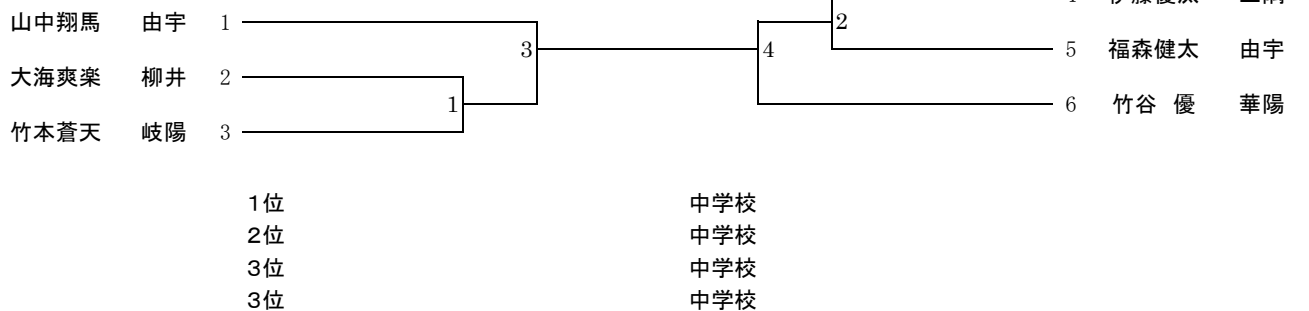 山中翔馬 由宇 1
大海爽楽 柳井 2
竹本蒼天 岐陽 3
1
3
4
2
5 福森健太 由宇
6 竹谷 優 華陽
1位 中学校
2位 中学校
3位 中学校
3位 中学校